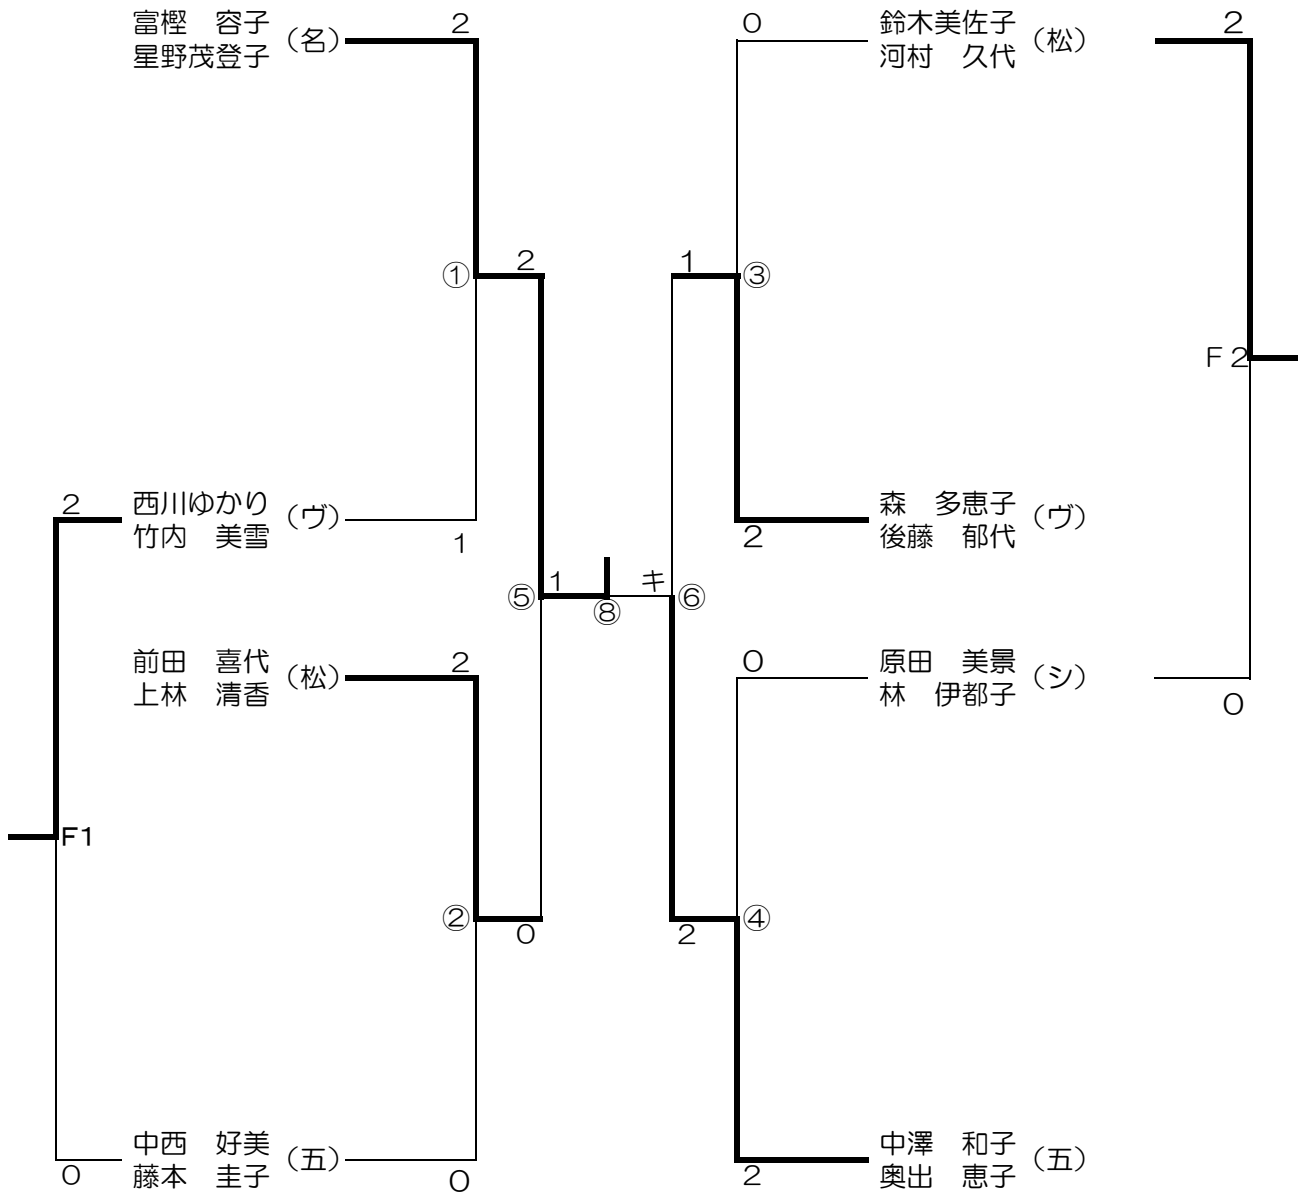 富樫　容子
星野茂登子
（名）
2
0
鈴木美佐子
河村　久代
（松）
2
①
2
1
③
F2
2
西川ゆかり
竹内　美雪
（ヴ）
1
森　多恵子
後藤　郁代
（ヴ）
2
⑤
1
⑧
キ
⑥
前田　喜代
上林　清香
（松）
2
0
原田　美景
林　伊都子
（シ）
0
F1
②
0
2
④
0
中西　好美
藤本　圭子
（五）
0
2
中澤　和子
奥出　恵子
（五）